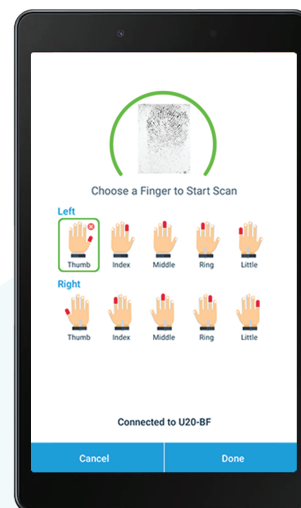 Choose a Finger to Start Scan
Left
Thumb Index Middle Ring Little
Right
Thumb Index Middle Ring Little
Connected to U20-BF
Cancel Done